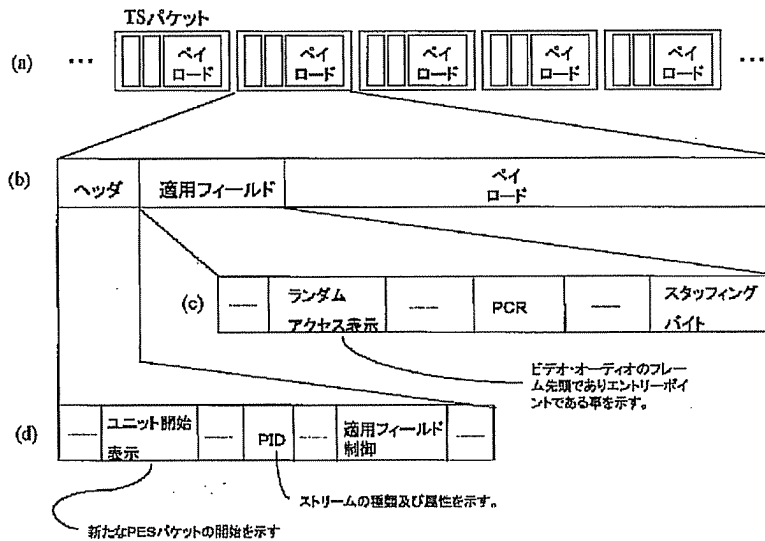 TSパケット
(a) … ペイ ペイ ペイ ペイ ペイ …
ロード ロード ロード ロード ロード
(b) ヘッダ 適用フィールド ペイ
ロード
(c) ランダム PCR スタッフィング
アクセス表示 バイト
ビデオ・オーディオのフレー
ム先頭でありエントリーポイ
ントである事を示す。
(d) ユニット開始 PID 適用フィールド
表示 制御
ストリームの種類及び属性を示す。
新たなPESパケットの開始を示す